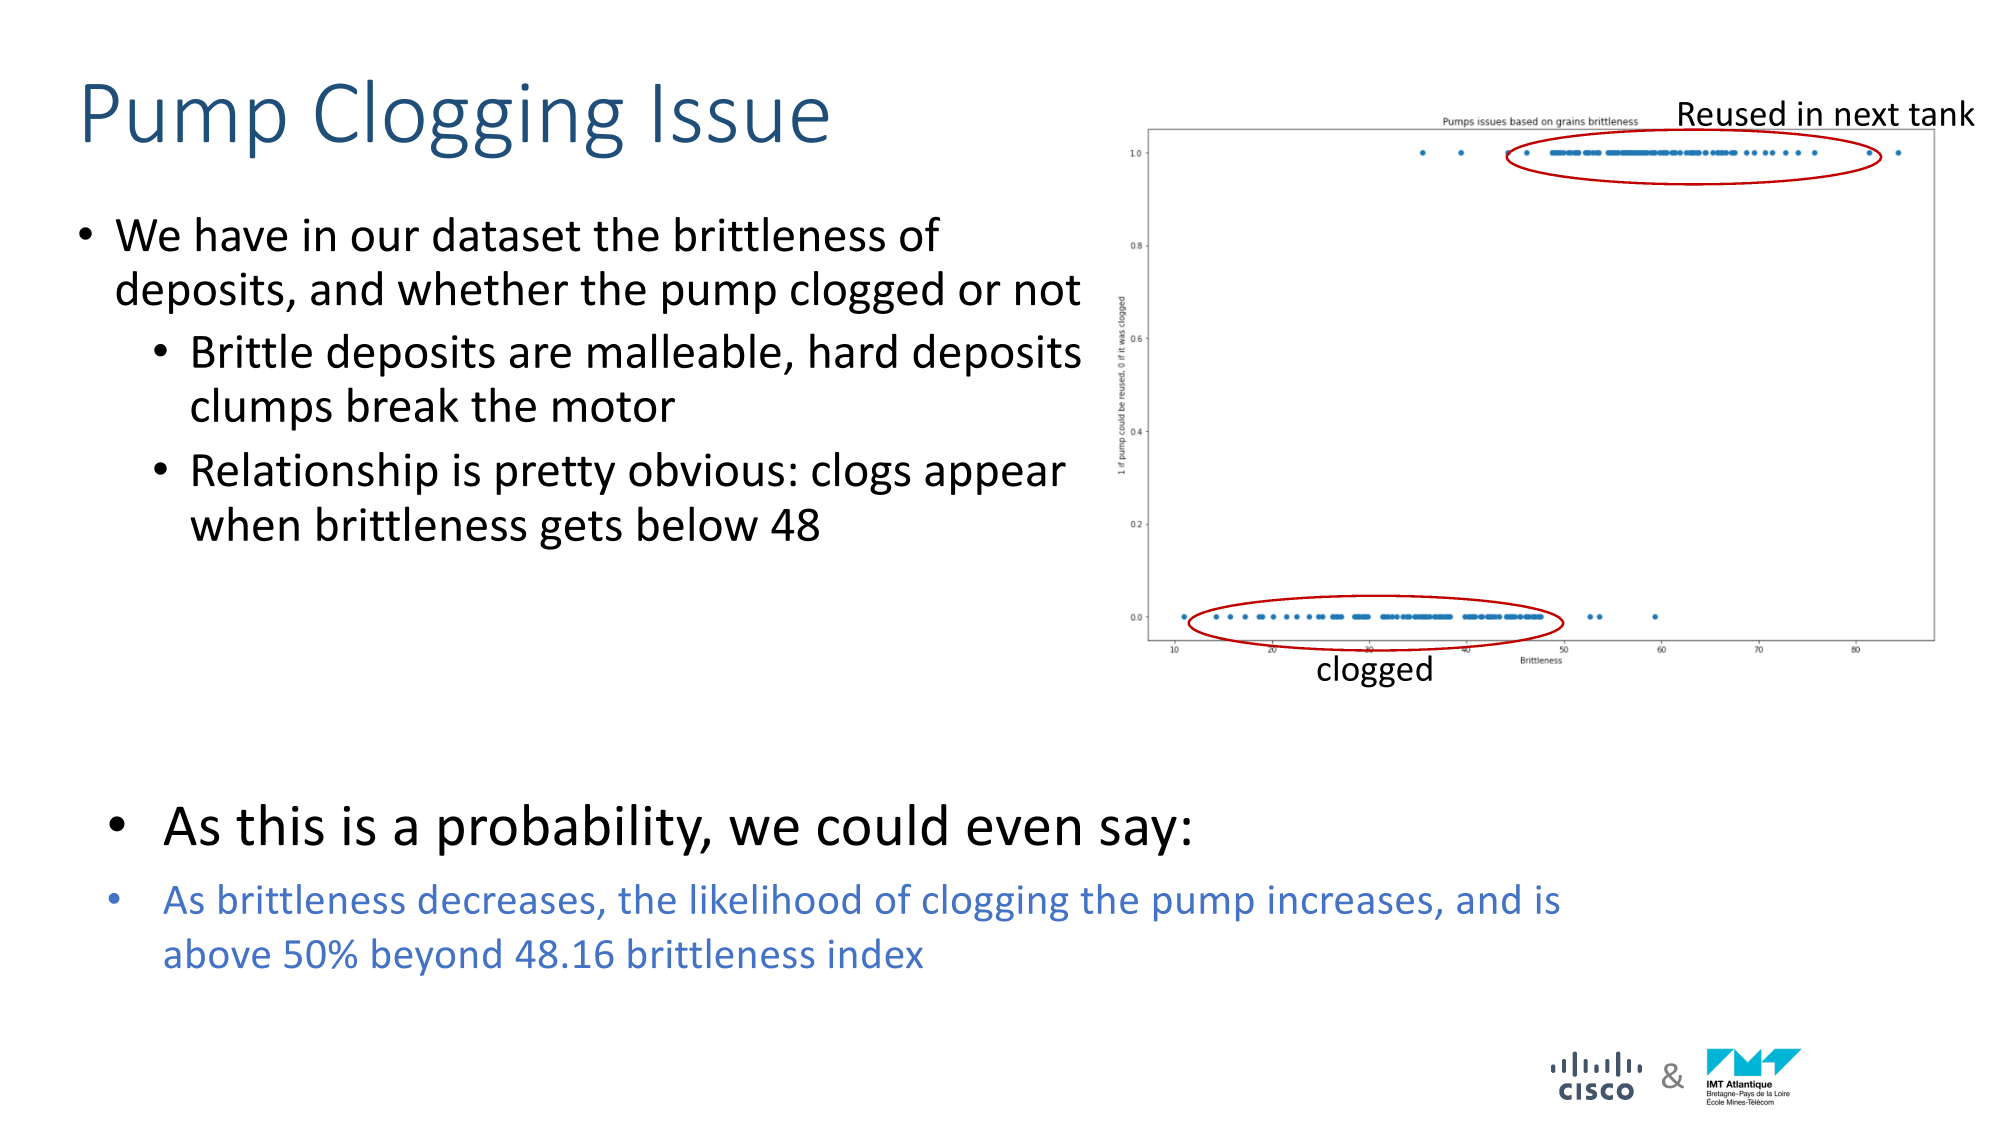 Pump Clogging Issue
• We have in our dataset the brittleness of
deposits, and whether the pump clogged or not
• Brittle deposits are malleable, hard deposits
clumps break the motor
• Relationship is pretty obvious: clogs appear
when brittleness gets below 48
Reused in next tank
Pumps issues based on grains brittleness
1 if pump could be reused, 0 if it was clogged
1.0
0.8
0.6
0.4
0.2
0.0
10 20 30 40 50 60 70 80
Brittleness
clogged
• As this is a probability, we could even say:
• As brittleness decreases, the likelihood of clogging the pump increases, and is
above 50% beyond 48.16 brittleness index
CISCO
&
IMT Atlantique
Bretagne-Pays de la Loire
École Mines-Télécom